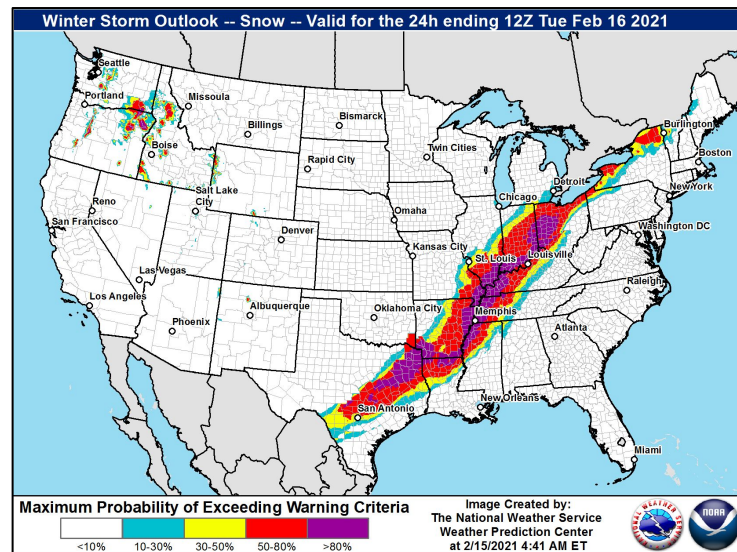 Winter Storm Outlook -- Snow -- Valid for the 24h ending 12Z Tue Feb 16 2021
Seattle
Portland
Missoula
Bismarck
Burlington
Billings
Twin Cities
Boise
Rapid City
Boston
Detroit
New York
Salt Lake
City
Chicago
Reno
Omaha
San Francisco
Denver
Washington DC
Kansas City
St. Louis
Louisville
Las Vegas
Raleigh
Los Angeles
Albuquerque
Oklahoma City
Memphis
Phoenix
Atlanta
San Antonio
New Orleans
Miami
Maximum Probability of Exceeding Warning Criteria
<10%
10-30%
30-50%
50-80%
>80%
Image Created by:
The National Weather Service
Weather Prediction Center
at 2/15/2021 4:41 AM ET
NATIONAL WEATHER SERVICE
NOAA